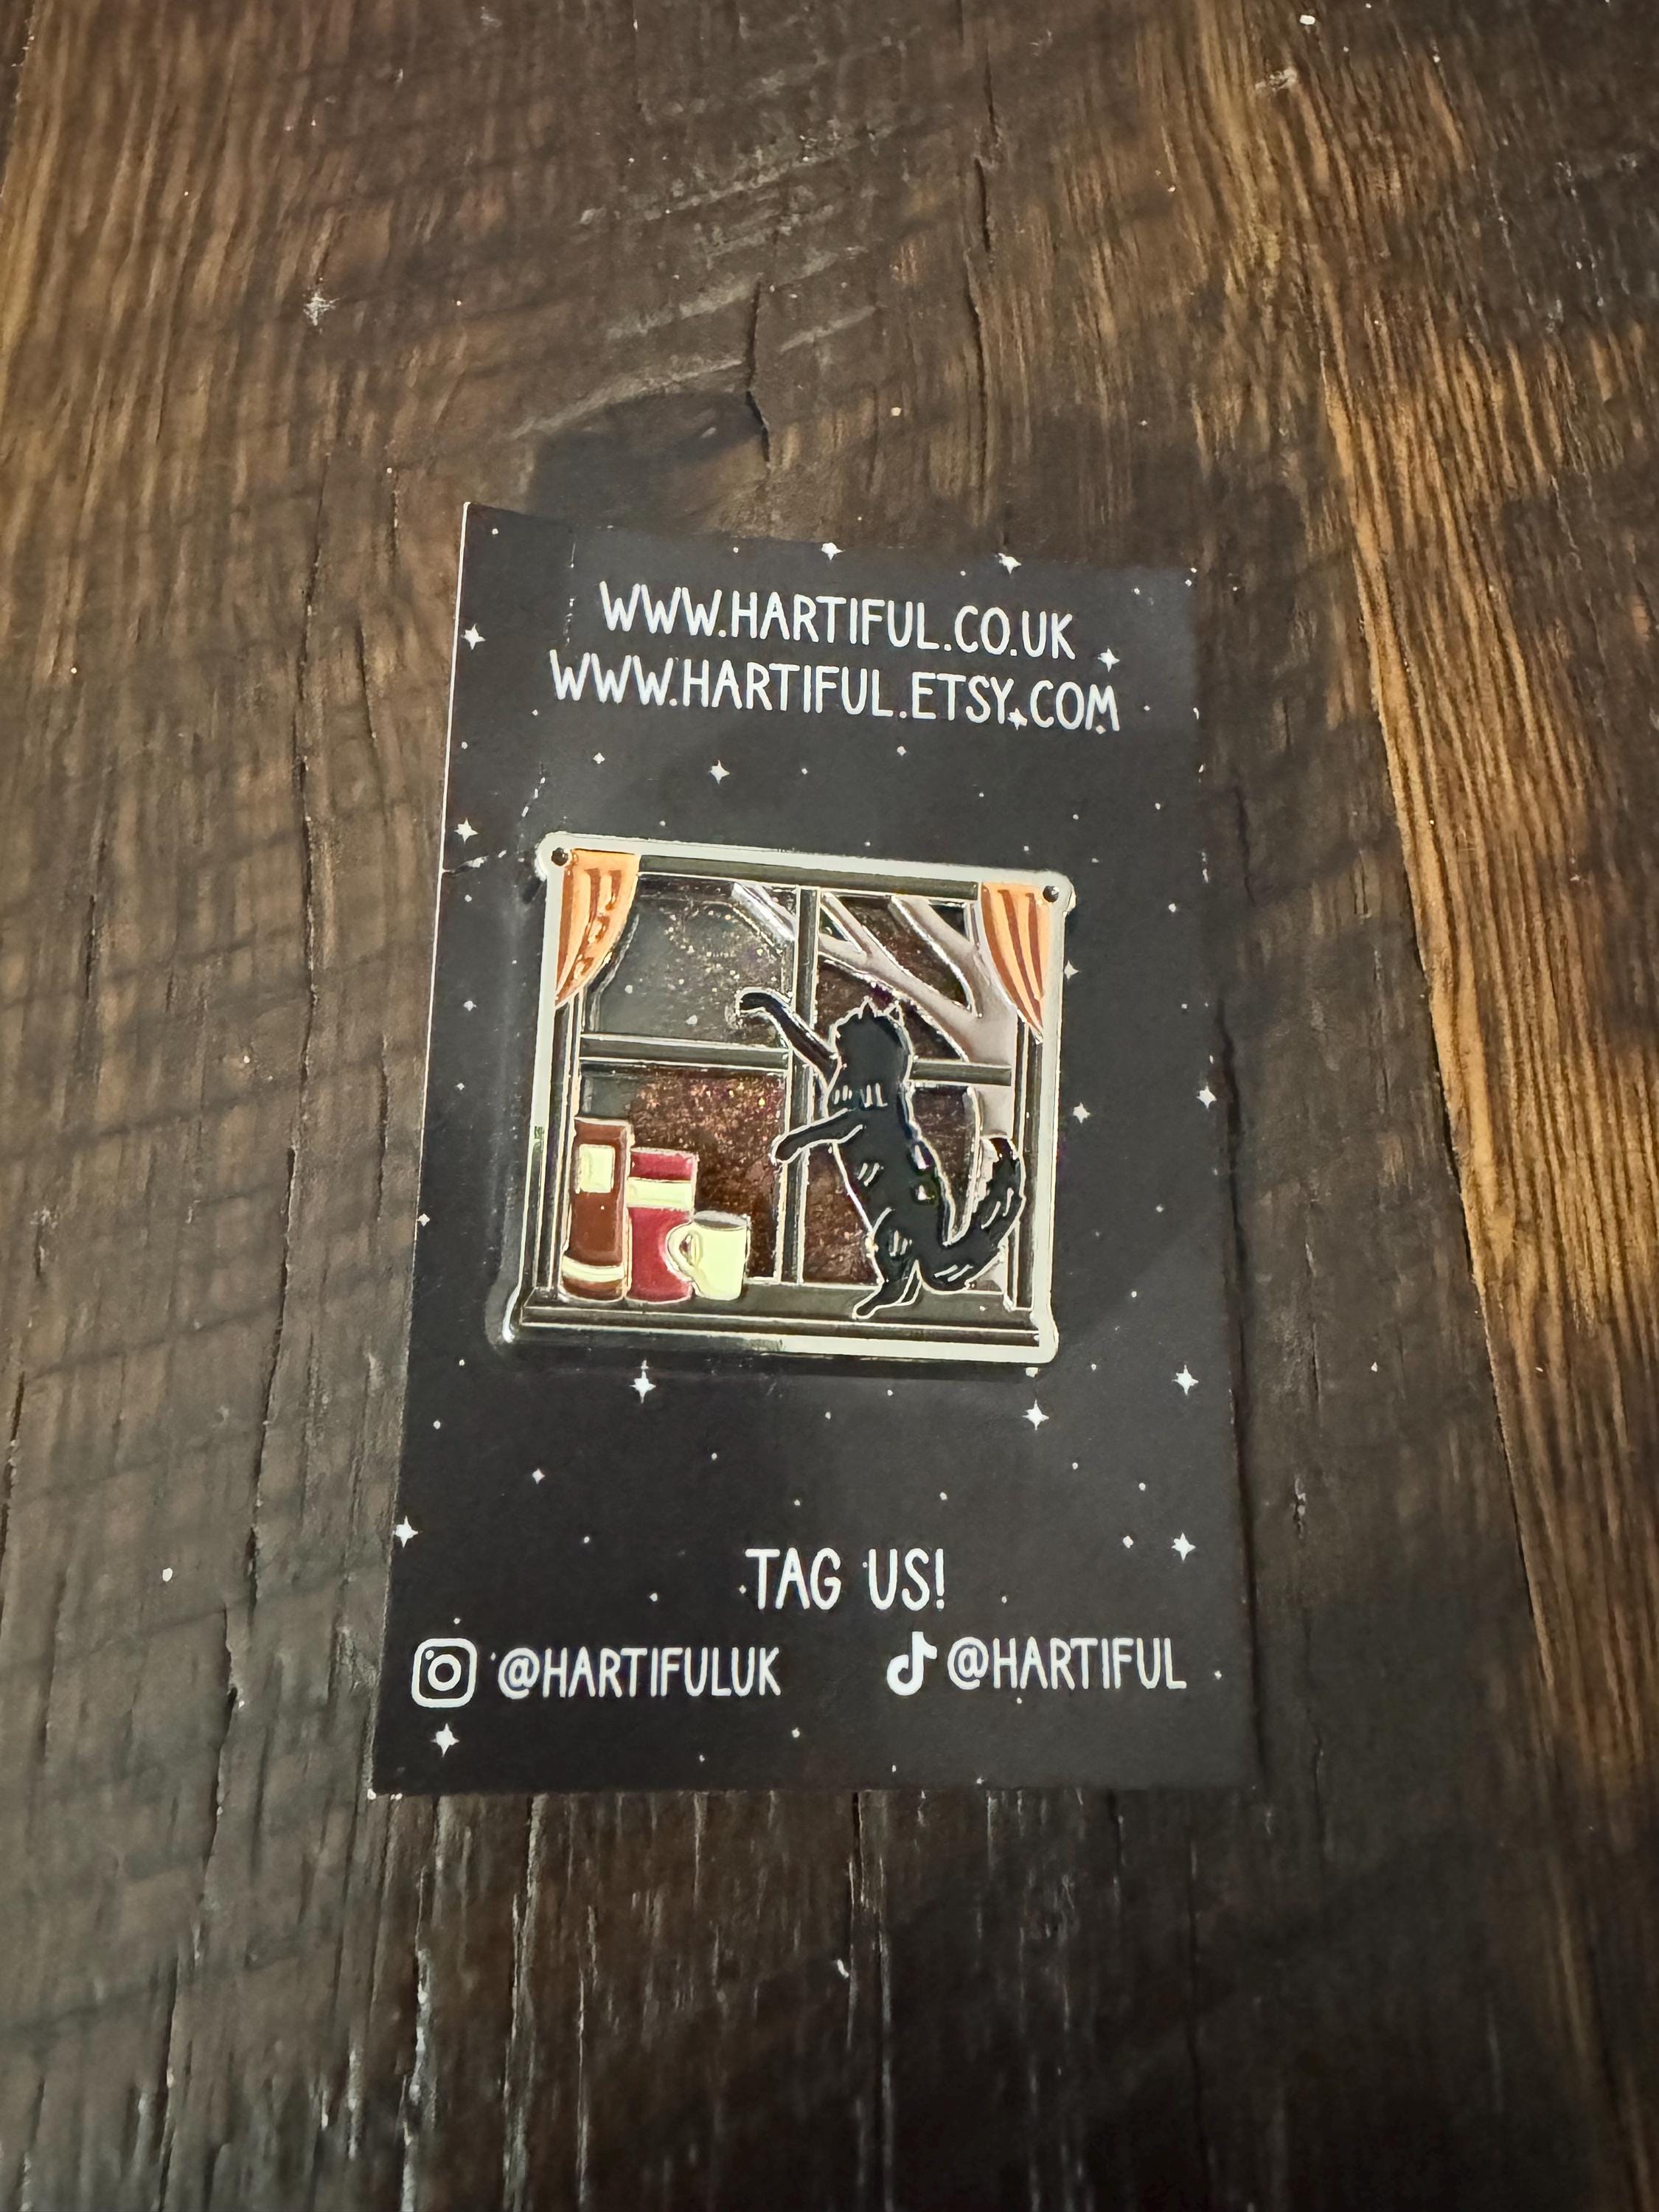 WWW.HARTIFUL.CO.UK
WWW.HARTIFUL.ETSY.COM
TAG US!
@HARTIFULUK @HARTIFUL